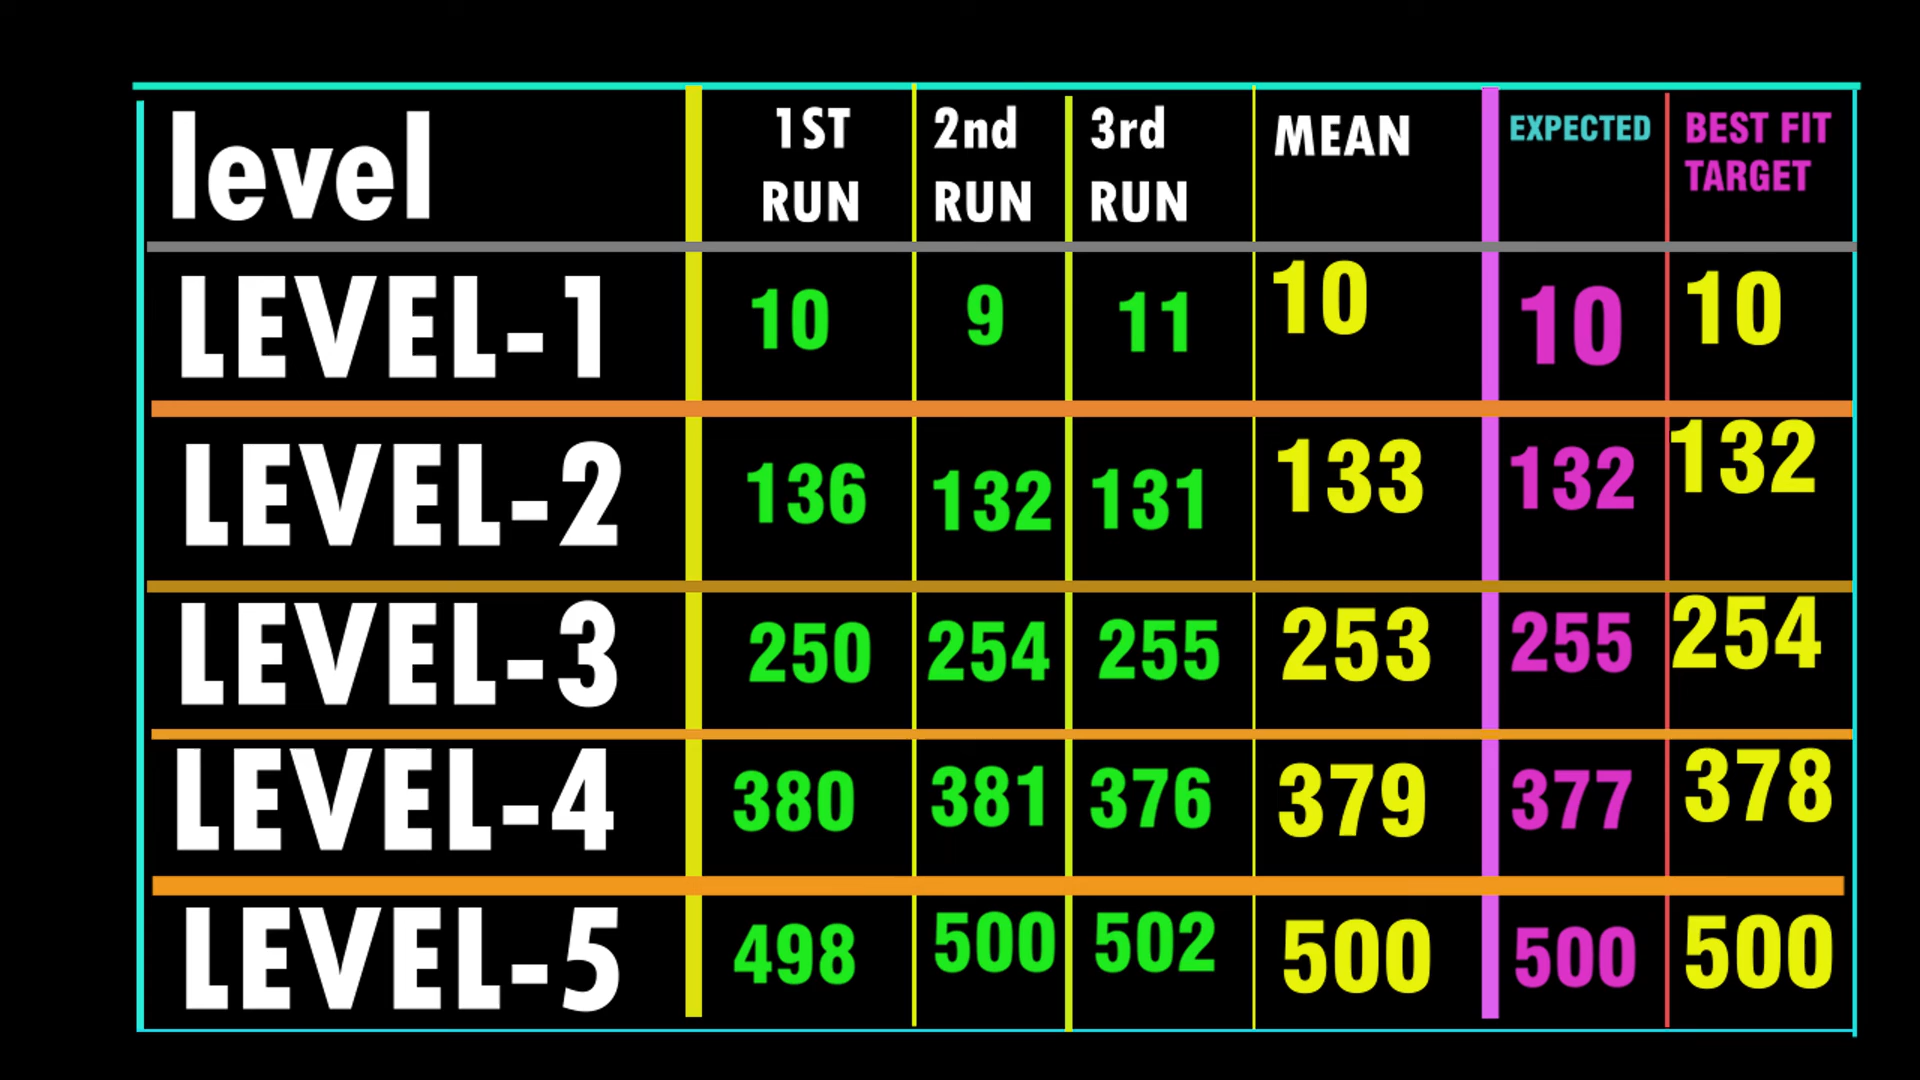 level 1ST RUN 2nd RUN 3rd RUN MEAN EXPECTED BEST FIT TARGET
LEVEL-1 10 9 11 10 10 10
LEVEL-2 136 132 131 133 132 132
LEVEL-3 250 254 255 253 255 254
LEVEL-4 380 381 376 379 377 378
LEVEL-5 498 500 502 500 500 500